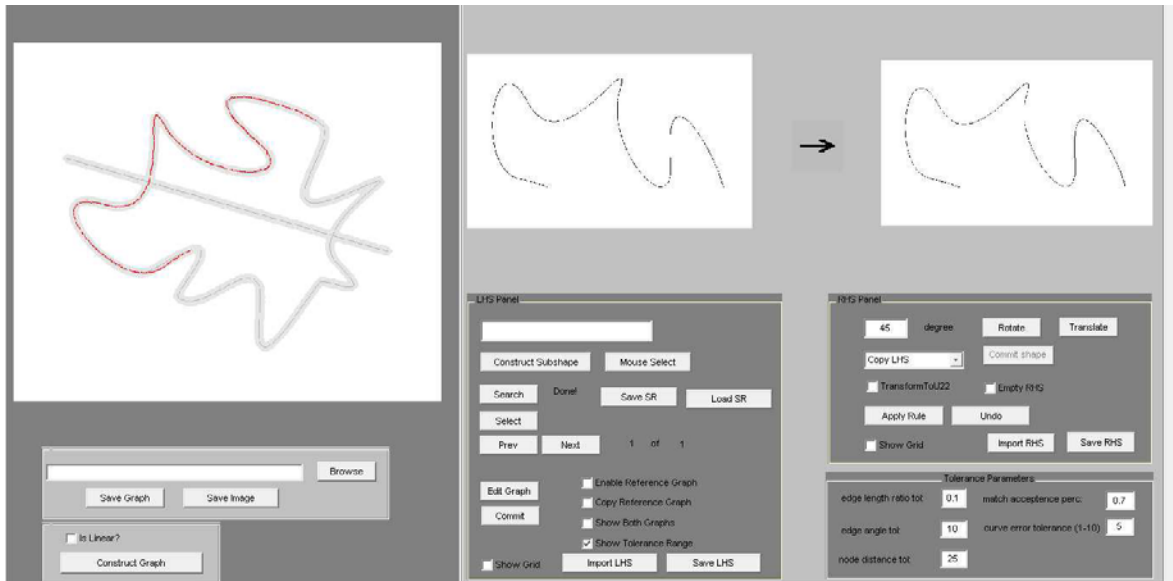 Browse
Save Graph Save Image
Is Linear?
Construct Graph
LHS Panel
Construct Subshape Mouse Select
Search Done! Save SR Load SR
Select
Prev Next 1 of 1
Enable Reference Graph
Edit Graph
Copy Reference Graph
Commit
Show Both Graphs
Show Tolerance Range
Show Grid Import LHS Save LHS
RHS Panel
45 degree Rotate Translate
Copy LHS Commit shape
TransformToU22 Empty RHS
Apply Rule Undo
Show Grid Import RHS Save RHS
Tolerance Parameters
edge length ratio tol: 0.1 match acceptence perc: 0.7
edge angle tol: 10 curve error tolerance (1-10) 5
node distance tol: 25